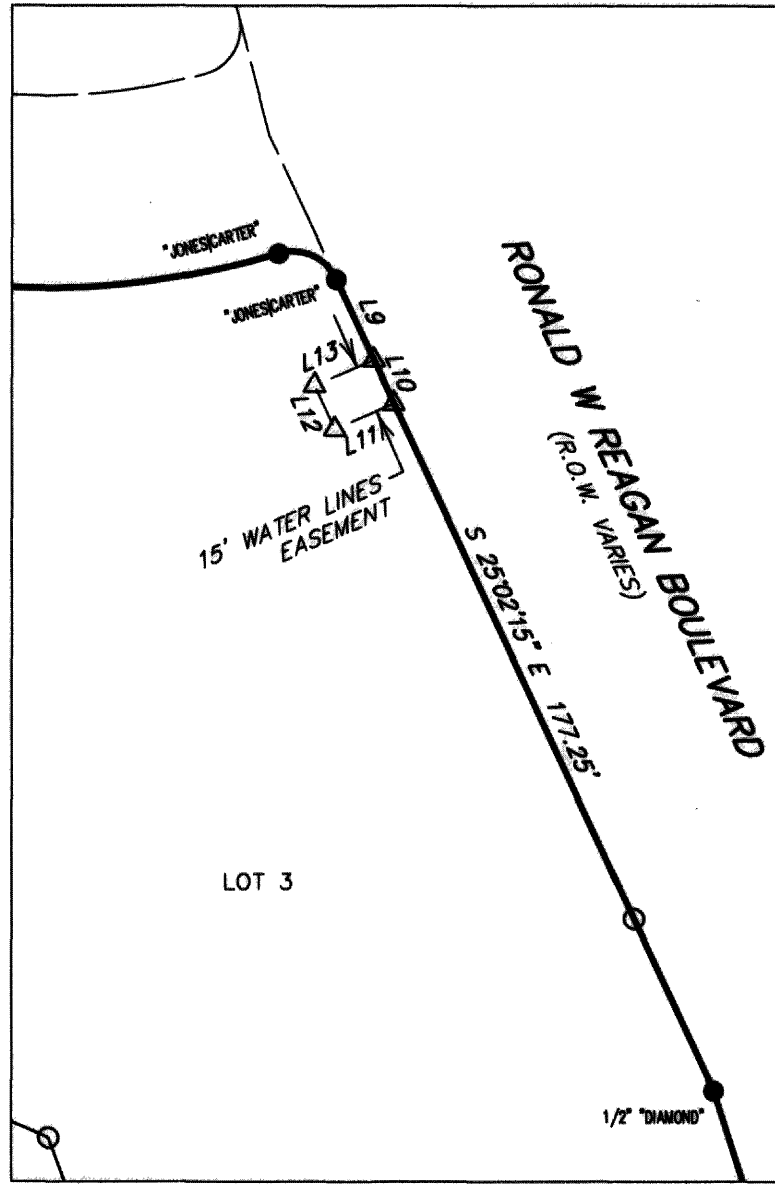 "JONES|CARTER"
"JONES|CARTER"
L9
L13
L10
L12
L11
15' WATER LINES
EASEMENT
RONALD W REAGAN BOULEVARD
(R.O.W. VARIES)
S 25°02'15" E 177.25'
LOT 3
1/2" "DIAMOND"